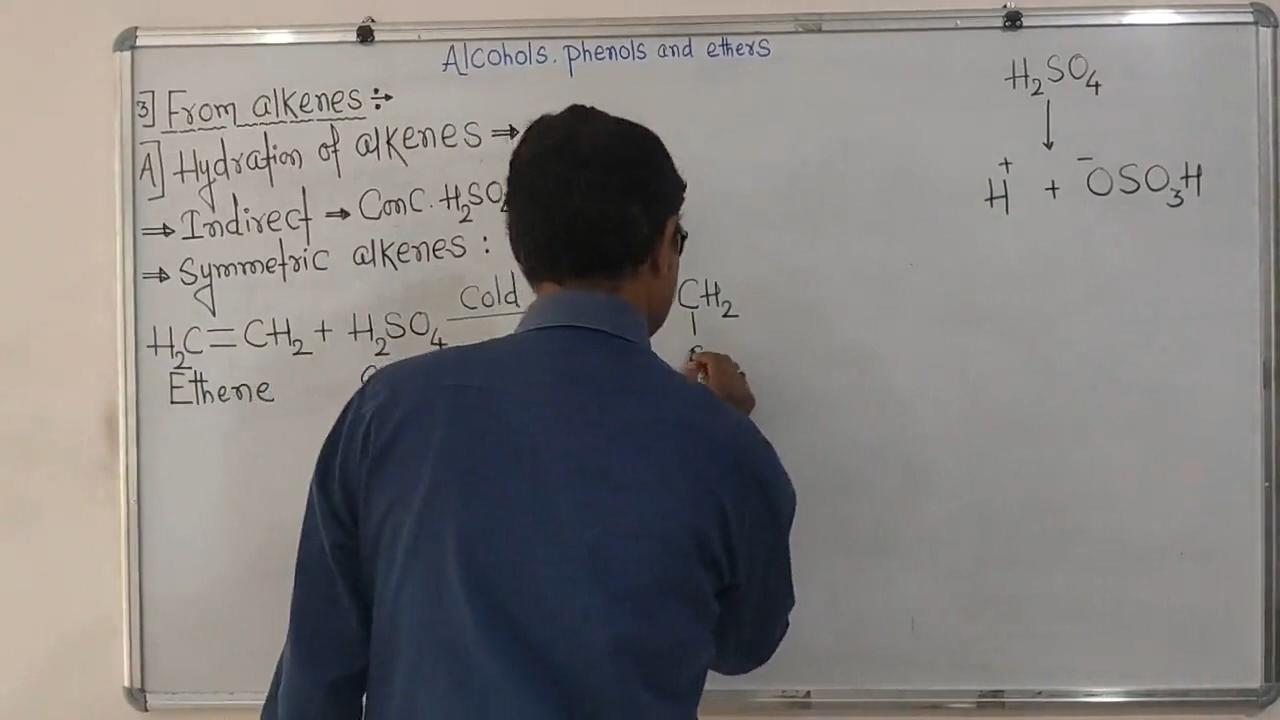 Alcohols. phenols and ethers
3] From alkenes :-
A] Hydration of alkenes ⇒
⇒ Indirect → Conc. H₂SO₄
⇒ Symmetric alkenes :
Cold
H₂C=CH₂ + H₂SO₄
Ethene
CH₂
H₂SO₄
↓
H⁺ + ⁻OSO₃H